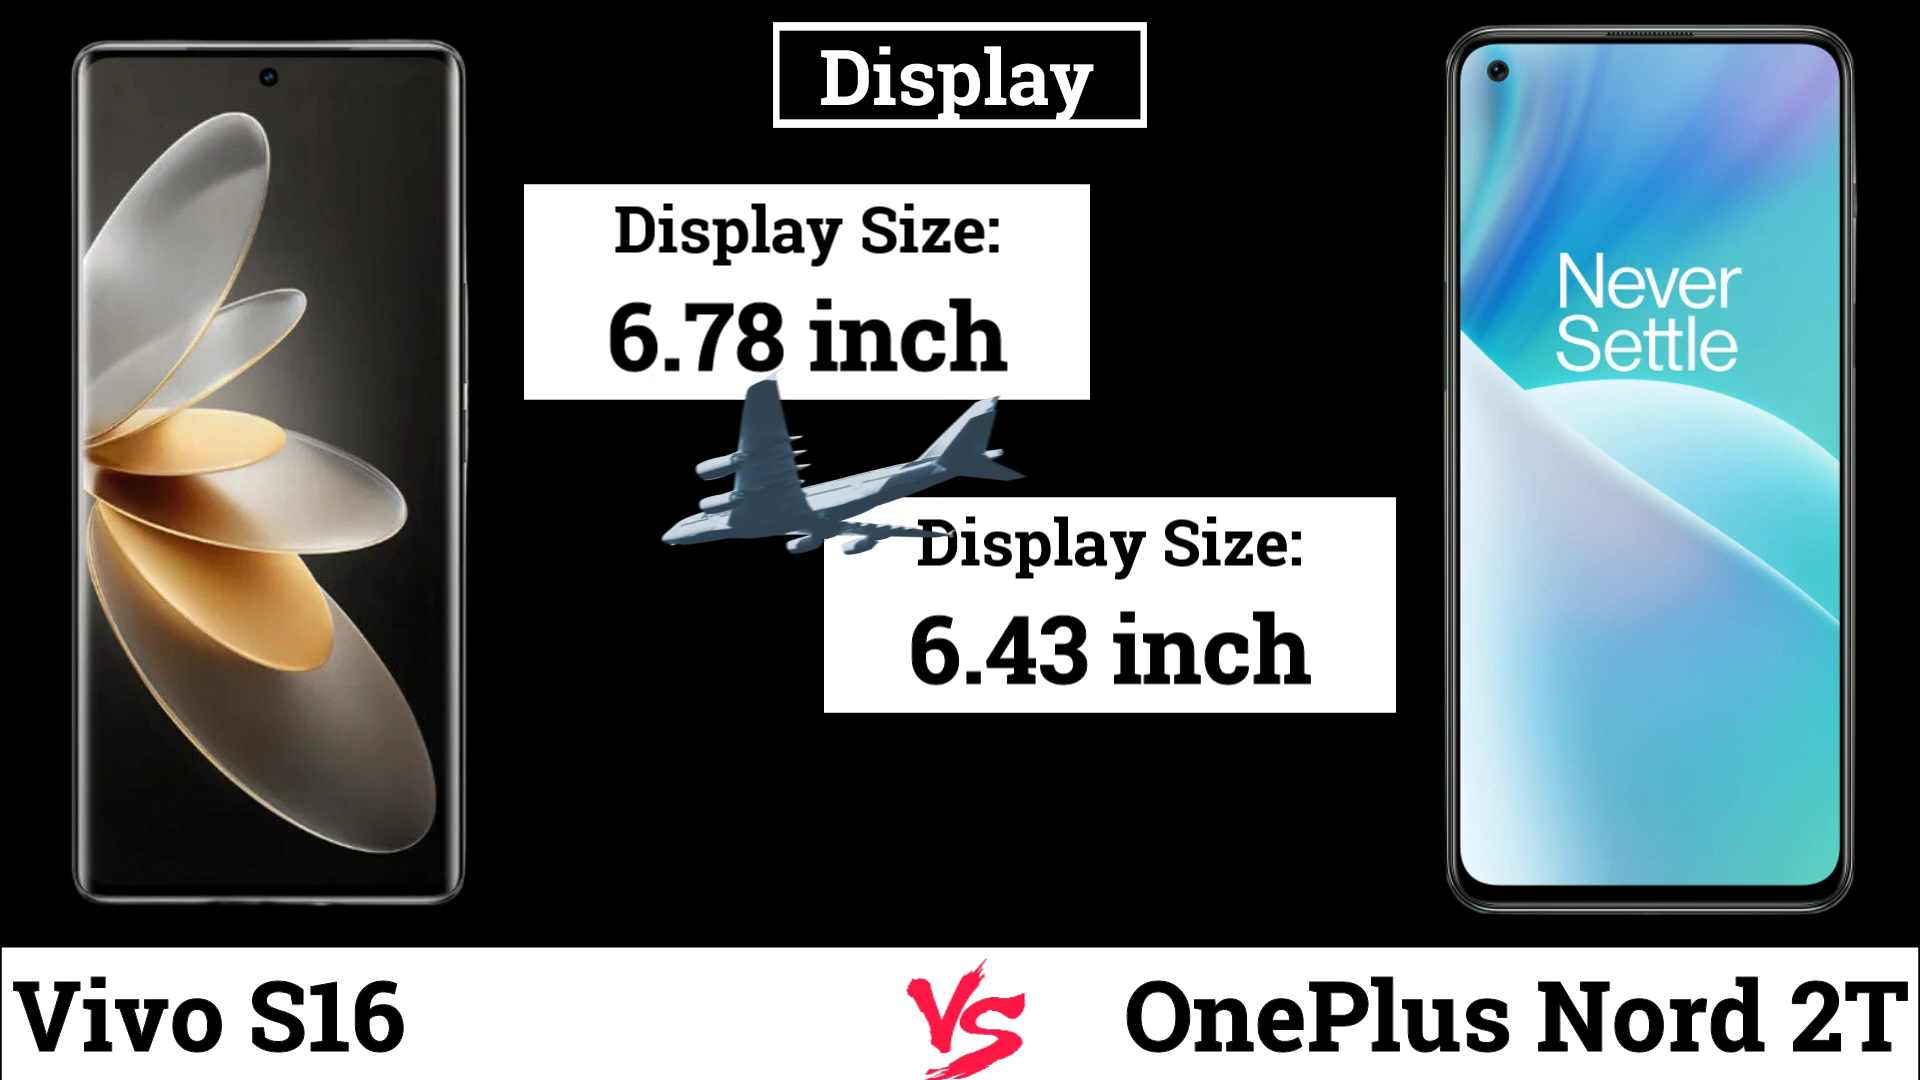 Display
Display Size:
6.78 inch
Never
Settle
Display Size:
6.43 inch
Vivo S16
VS
OnePlus Nord 2T